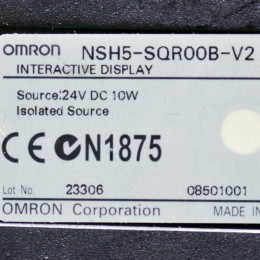 OMRON NSH5-SQR00B-V2
INTERACTIVE DISPLAY
Source:24V DC 10W
Isolated Source
CE N1875
Lot No. 23306 08501001
OMRON Corporation MADE IN